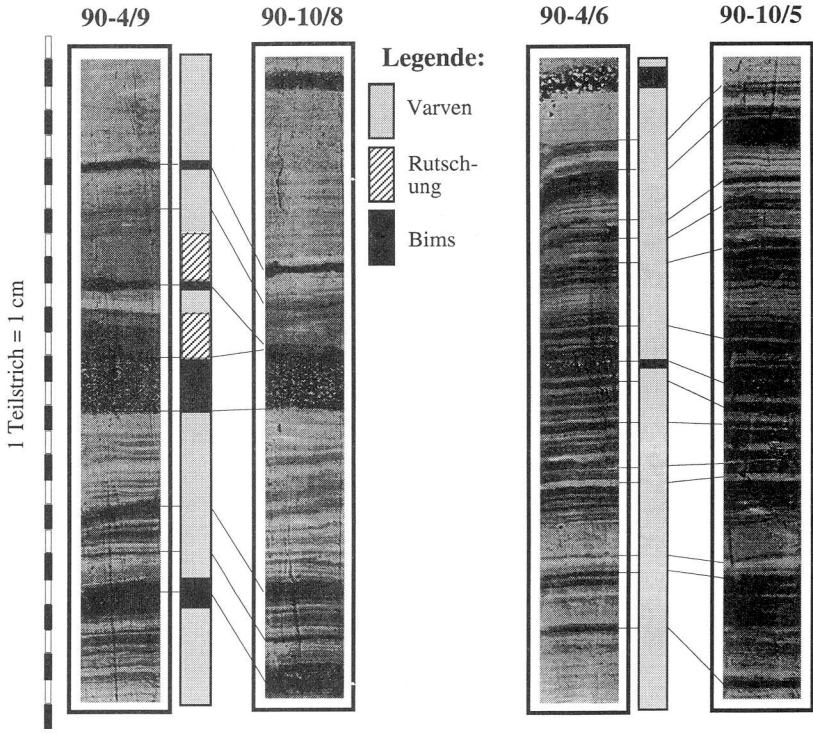 90-4/9
90-10/8
90-4/6
90-10/5
Legende:
Varven
Rutsch-
ung
Bims
1 Teilstrich = 1 cm